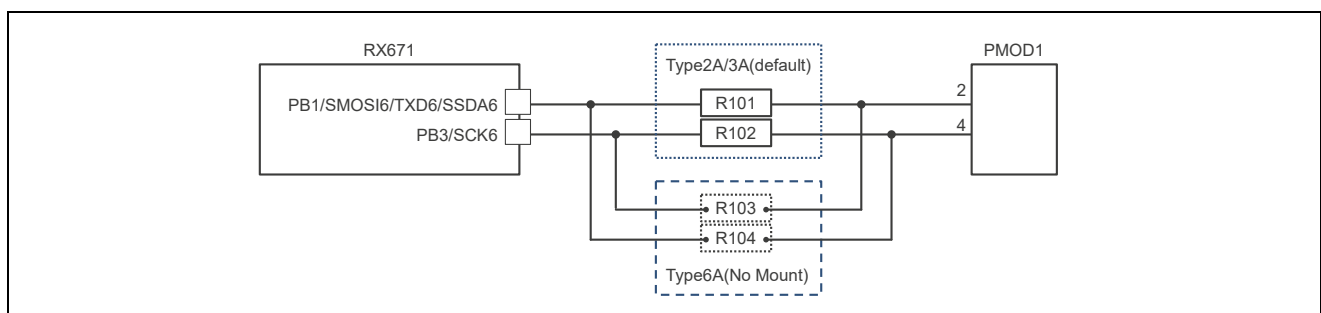 RX671
PMOD1
Type2A/3A(default)
PB1/SMOSI6/TXD6/SSDA6
R101
2
PB3/SCK6
R102
4
R103
R104
Type6A(No Mount)